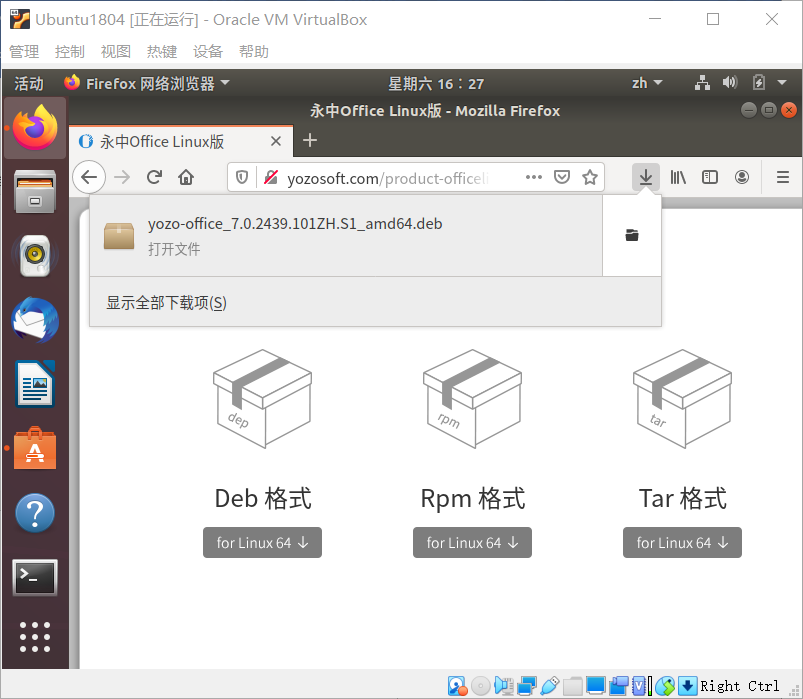 Ubuntu1804 [正在运行] - Oracle VM VirtualBox
管理 控制 视图 热键 设备 帮助
活动 Firefox 网络浏览器 星期六 16：27 zh
永中Office Linux版 - Mozilla Firefox
永中Office Linux版
yozosoft.com/product-officeli
yozo-office_7.0.2439.101ZH.S1_amd64.deb
打开文件
显示全部下载项(S)
dep rpm tar
Deb 格式 Rpm 格式 Tar 格式
for Linux 64 ↓ for Linux 64 ↓ for Linux 64 ↓
Right Ctrl